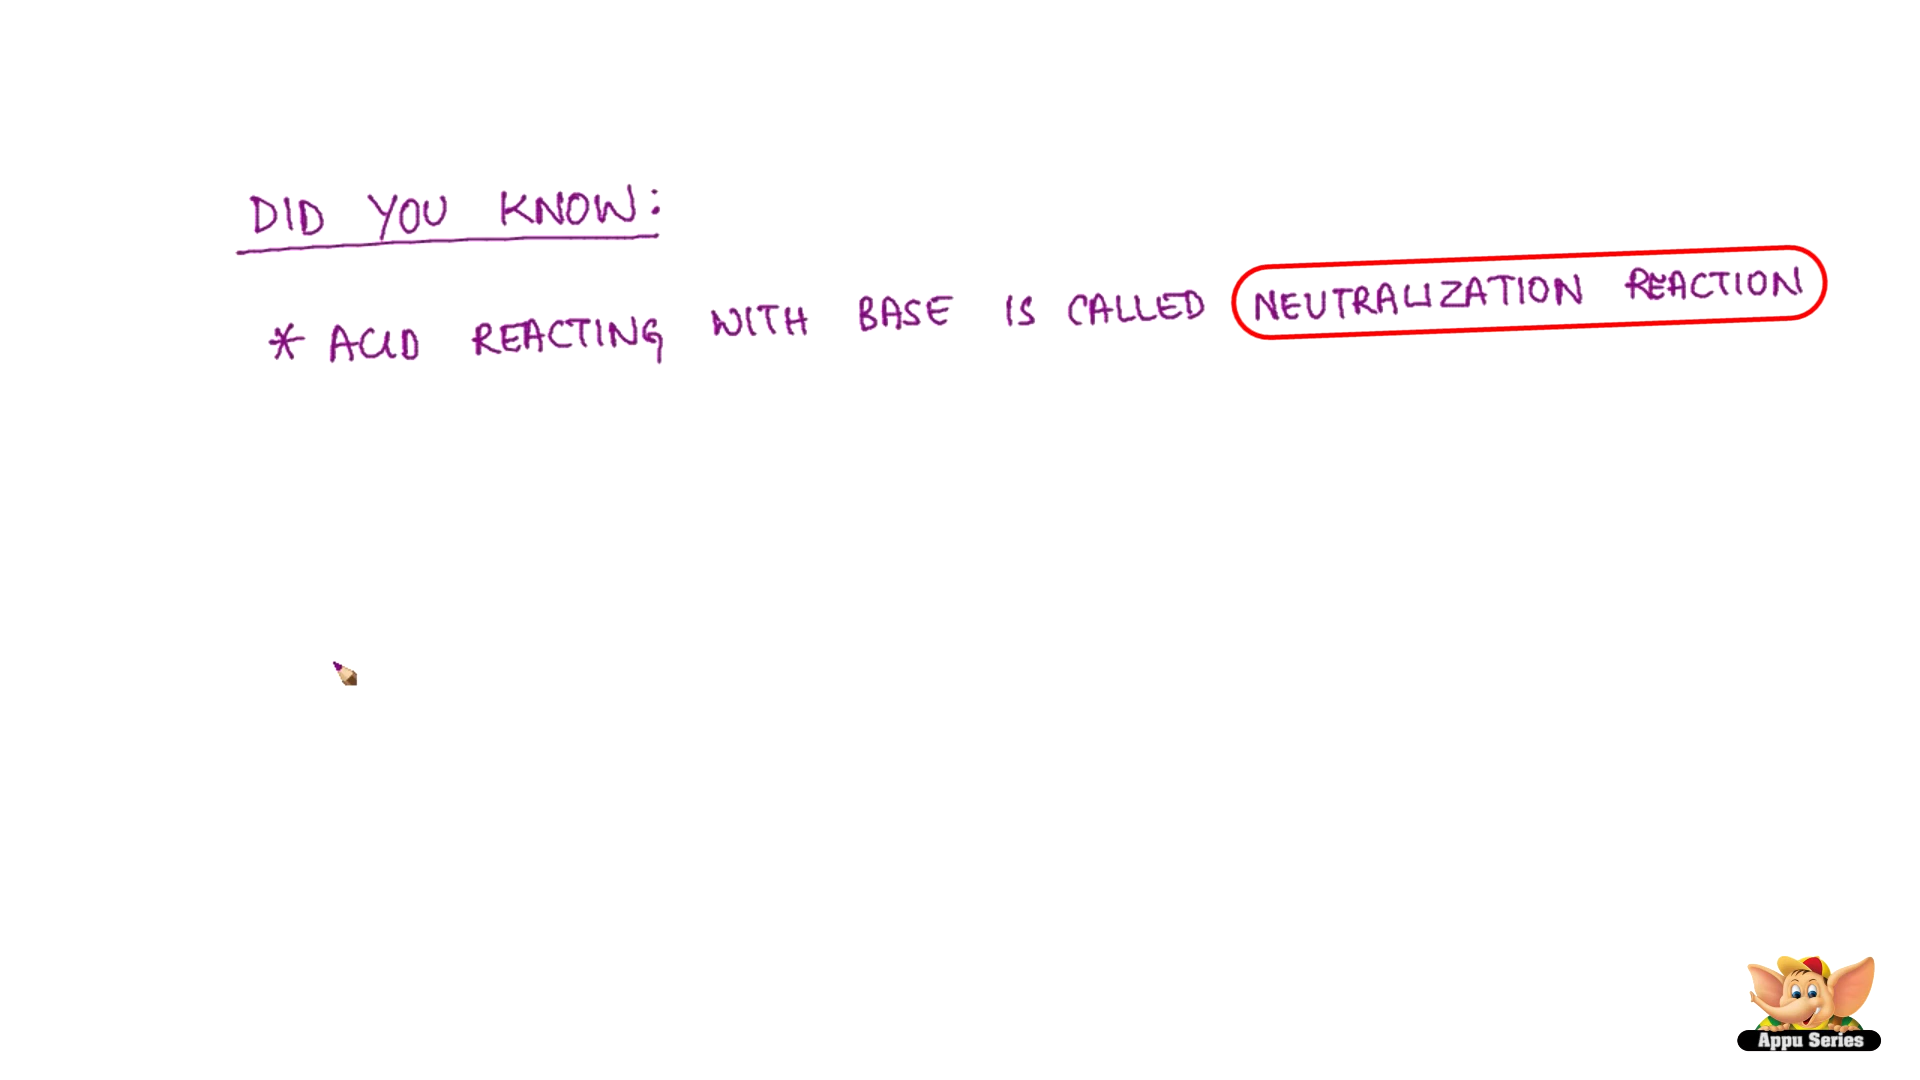 DID YOU KNOW:
* ACID REACTING WITH BASE IS CALLED NEUTRALIZATION REACTION
Appu Series